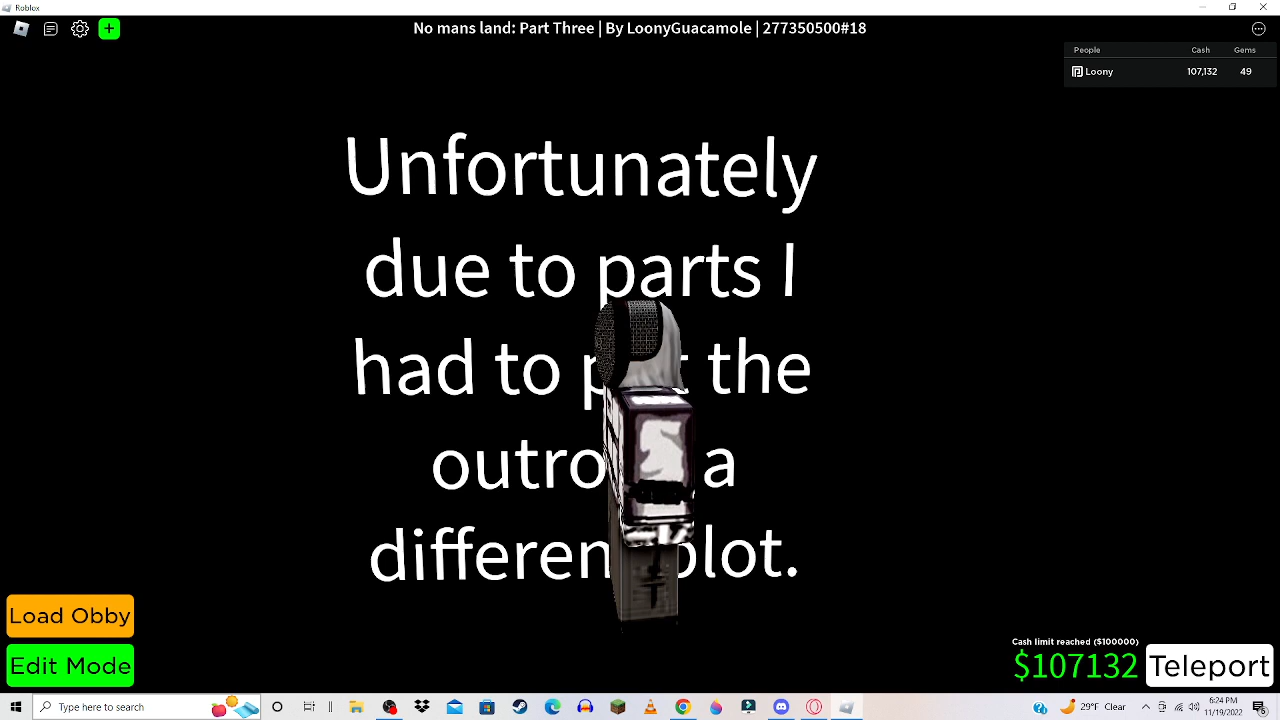 Roblox
No mans land: Part Three | By LoonyGuacamole | 277350500#18
People Cash Gems
Loony 107,132 49
Unfortunately
due to parts I
had to the
outro a
plot.
Load Obby
Edit Mode
Cash limit reached ($100000)
$107132
Teleport
Type here to search
29°F Clear
6:24 PM
11/19/2022